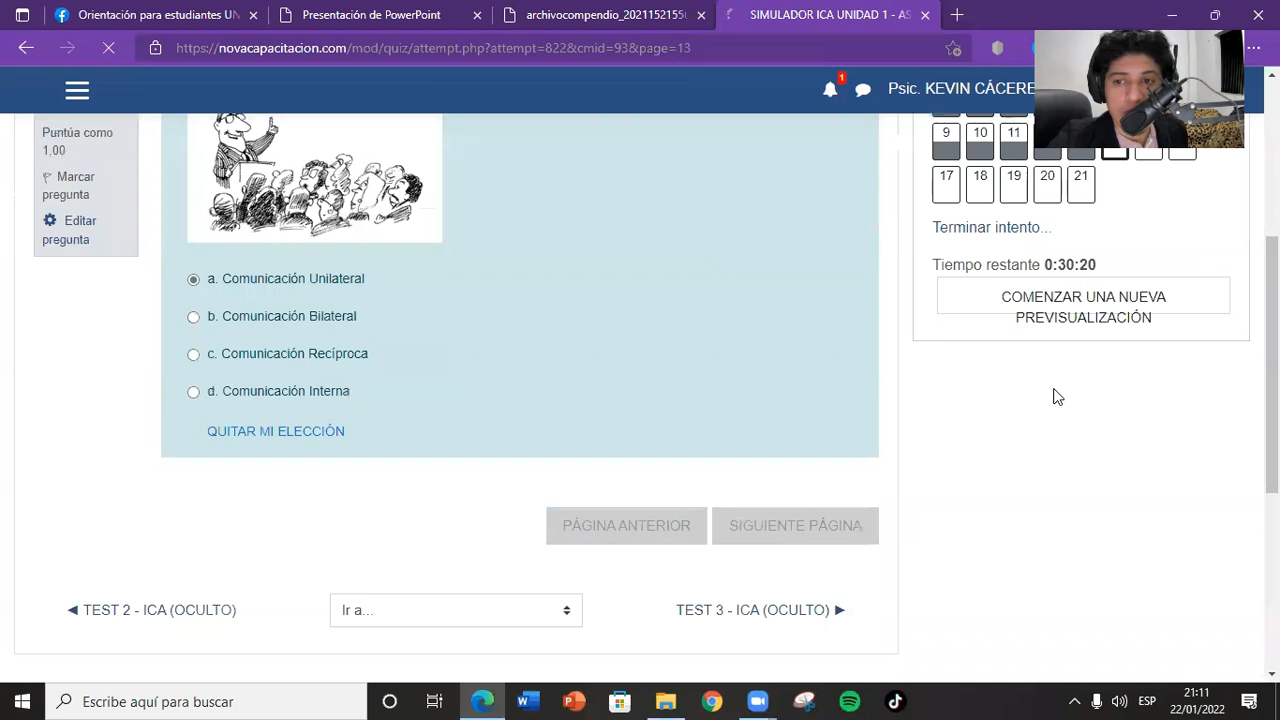 Orientación para estudiantes UN
Presentación de PowerPoint
archivocompendio_20211521550
SIMULADOR ICA UNIDAD 1 - AS
https://novacapacitacion.com/mod/quiz/attempt.php?attempt=822&cmid=93&page=13
1
Psic. KEVIN CÁCERE
Puntúa como
1,00
Marcar
pregunta
Editar
pregunta
a. Comunicación Unilateral
b. Comunicación Bilateral
c. Comunicación Recíproca
d. Comunicación Interna
QUITAR MI ELECCIÓN
9 10 11
17 18 19 20 21
Terminar intento...
Tiempo restante 0:30:20
COMENZAR UNA NUEVA
PREVISUALIZACIÓN
PÁGINA ANTERIOR
SIGUIENTE PÁGINA
◄ TEST 2 - ICA (OCULTO)
Ir a...
TEST 3 - ICA (OCULTO) ►
Escribe aquí para buscar
ESP
21:11
22/01/2022